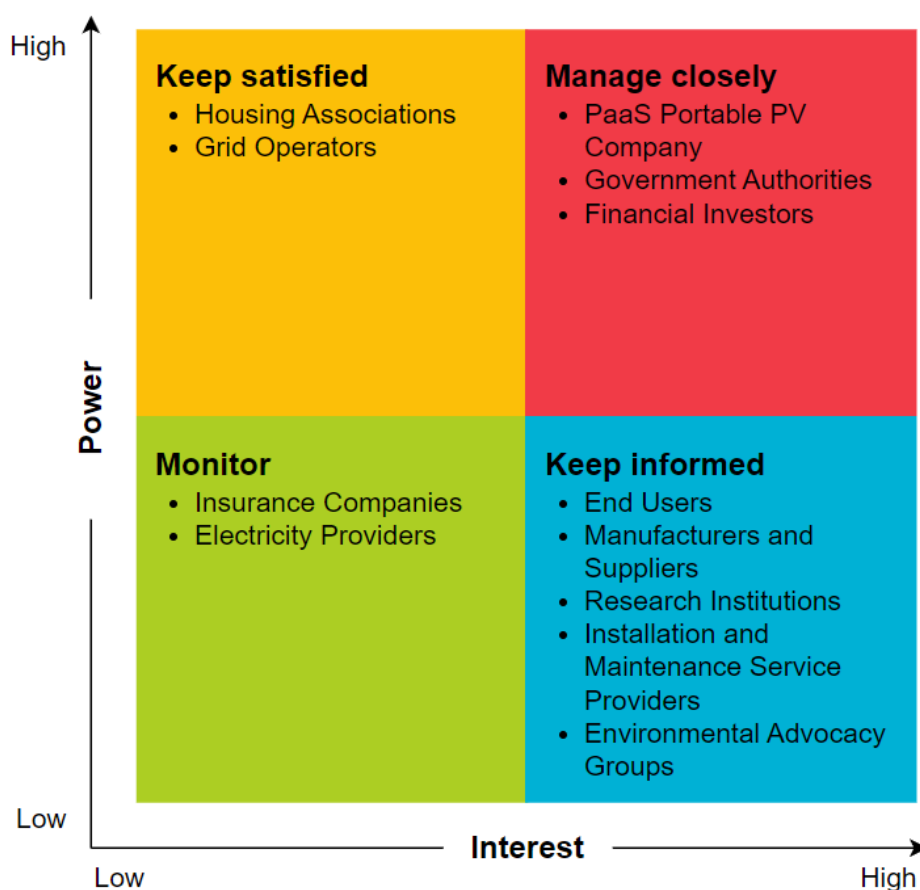 High
Keep satisfied
• Housing Associations
• Grid Operators
Manage closely
• PaaS Portable PV
Company
• Government Authorities
• Financial Investors
Power
Monitor
• Insurance Companies
• Electricity Providers
Keep informed
• End Users
• Manufacturers and
Suppliers
• Research Institutions
• Installation and
Maintenance Service
Providers
• Environmental Advocacy
Groups
Low
Interest
Low
High